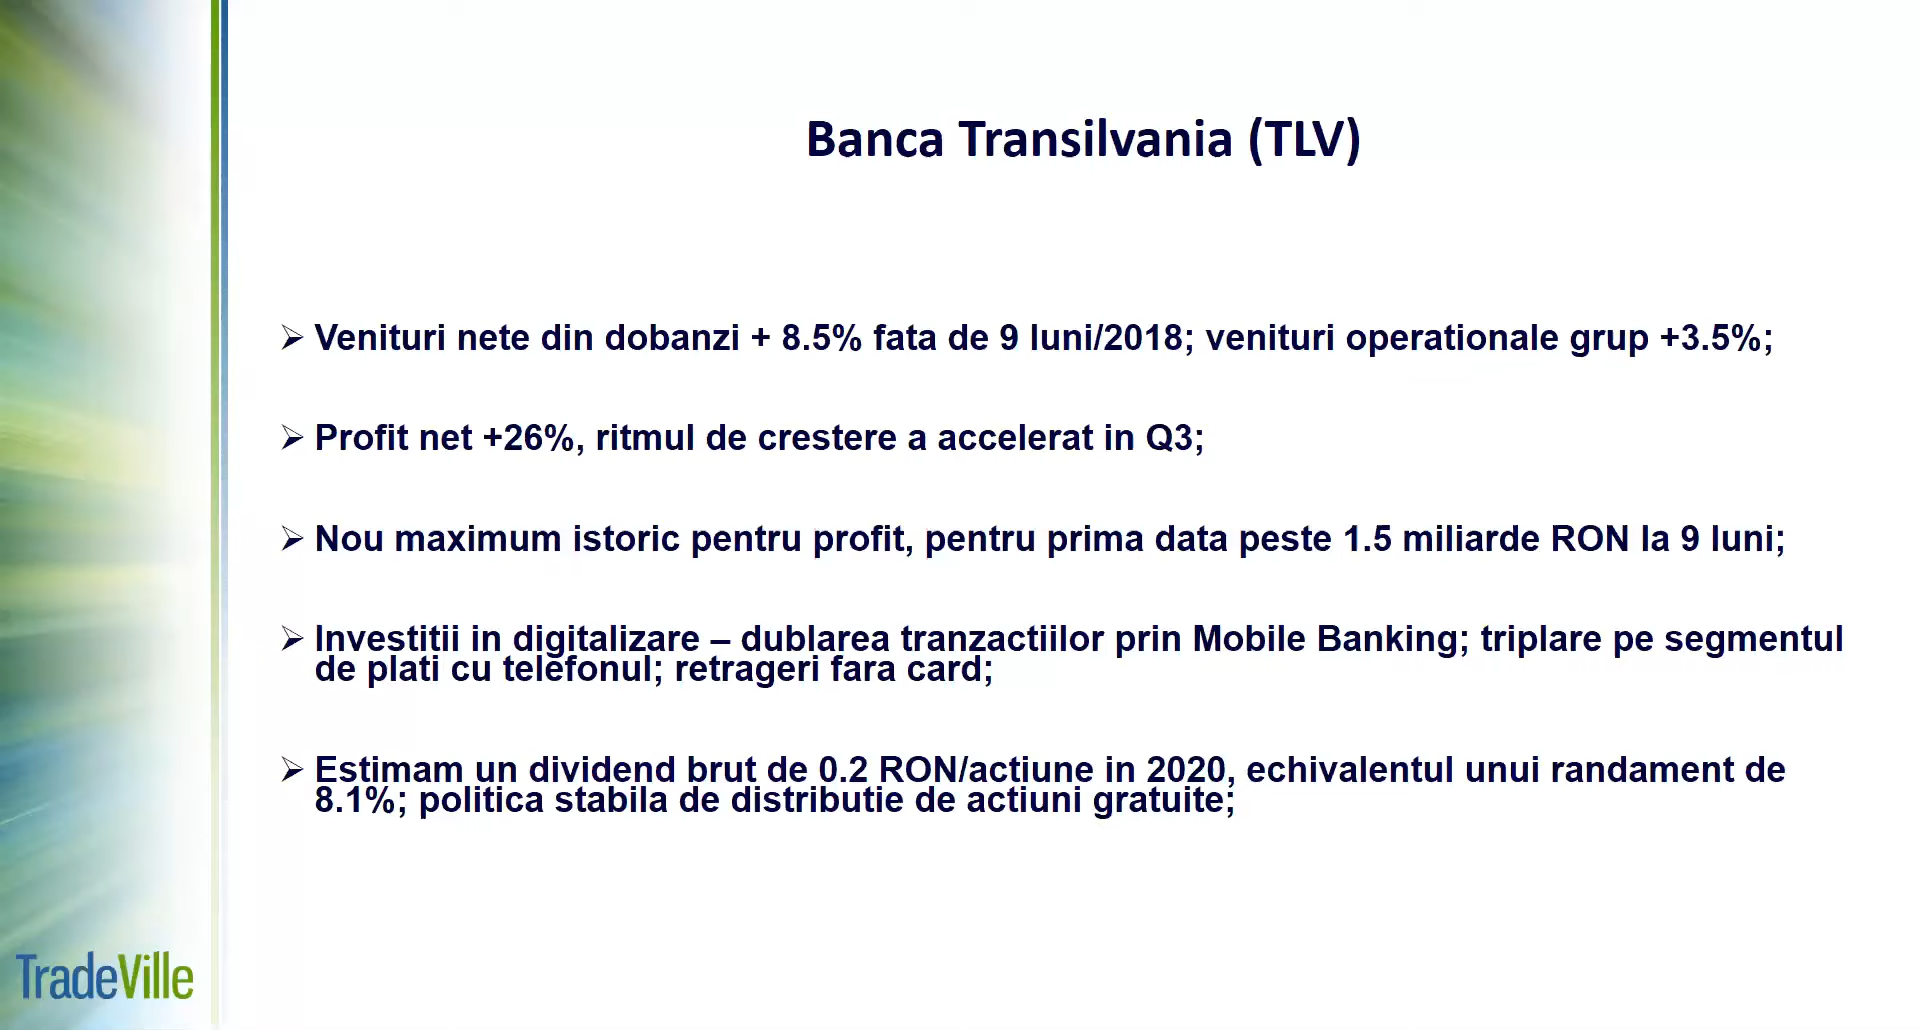 Banca Transilvania (TLV)
Venituri nete din dobanzi + 8.5% fata de 9 luni/2018; venituri operationale grup +3.5%;
Profit net +26%, ritmul de crestere a accelerat in Q3;
Nou maximum istoric pentru profit, pentru prima data peste 1.5 miliarde RON la 9 luni;
Investitii in digitalizare – dublarea tranzactiilor prin Mobile Banking; triplare pe segmentul
de plati cu telefonul; retrageri fara card;
Estimam un dividend brut de 0.2 RON/actiune in 2020, echivalentul unui randament de
8.1%; politica stabila de distributie de actiuni gratuite;
TradeVille